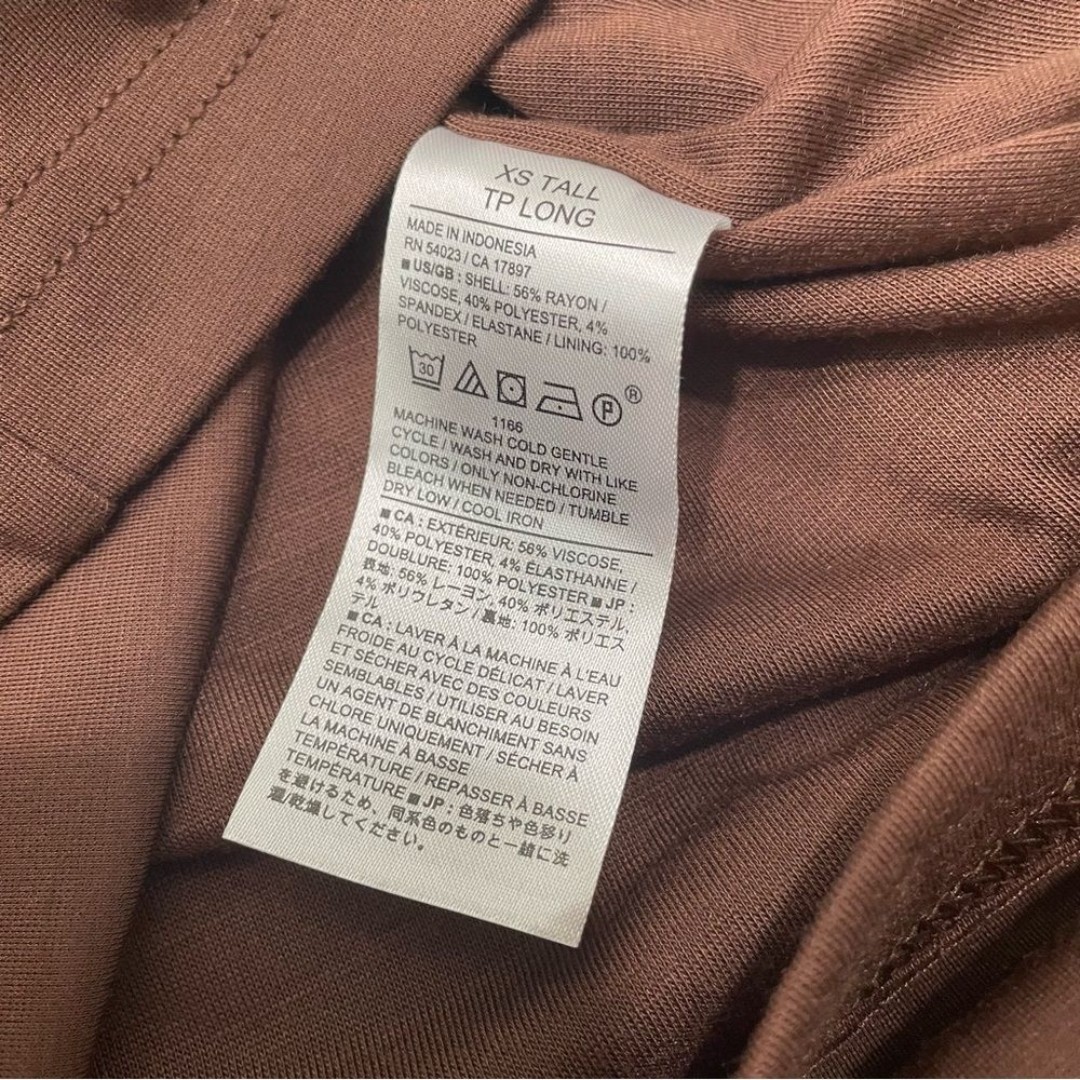 XS TALL
TP LONG
MADE IN INDONESIA
RN 54023 / CA 17897
■ US/GB : SHELL: 56% RAYON /
VISCOSE, 40% POLYESTER, 4%
SPANDEX / ELASTANE / LINING: 100%
POLYESTER
30 P ®
1166
MACHINE WASH COLD GENTLE
CYCLE / WASH AND DRY WITH LIKE
COLORS / ONLY NON-CHLORINE
BLEACH WHEN NEEDED / TUMBLE
DRY LOW / COOL IRON
■ CA : EXTÉRIEUR: 56% VISCOSE,
40% POLYESTER, 4% ÉLASTHANNE /
DOUBLURE: 100% POLYESTER ■ JP :
表地: 56% レーヨン, 40% ポリエステル,
4% ポリウレタン / 裏地: 100% ポリエス
テル
■ CA : LAVER À LA MACHINE À L'EAU
FROIDE AU CYCLE DÉLICAT / LAVER
ET SÉCHER AVEC DES COULEURS
SEMBLABLES / UTILISER AU BESOIN
UN AGENT DE BLANCHIMENT SANS
CHLORE UNIQUEMENT / SÉCHER À
LA MACHINE À BASSE
TEMPÉRATURE / REPASSER À BASSE
TEMPÉRATURE ■ JP : 色落ちや色移り
を避けるため、同系色のものと一緒に洗
濯/乾燥してください。